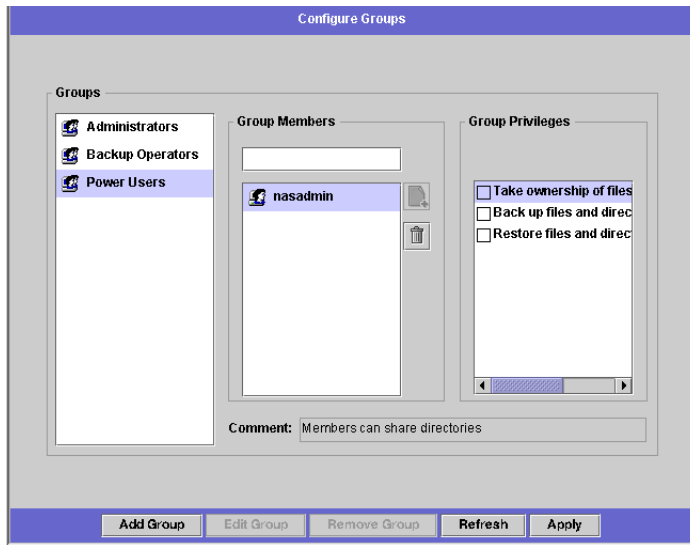 Configure Groups
Groups
Administrators
Backup Operators
Power Users
Group Members
nasadmin
Group Privileges
Take ownership of files
Back up files and direc
Restore files and direc
Comment: Members can share directories
Add Group Edit Group Remove Group Refresh Apply